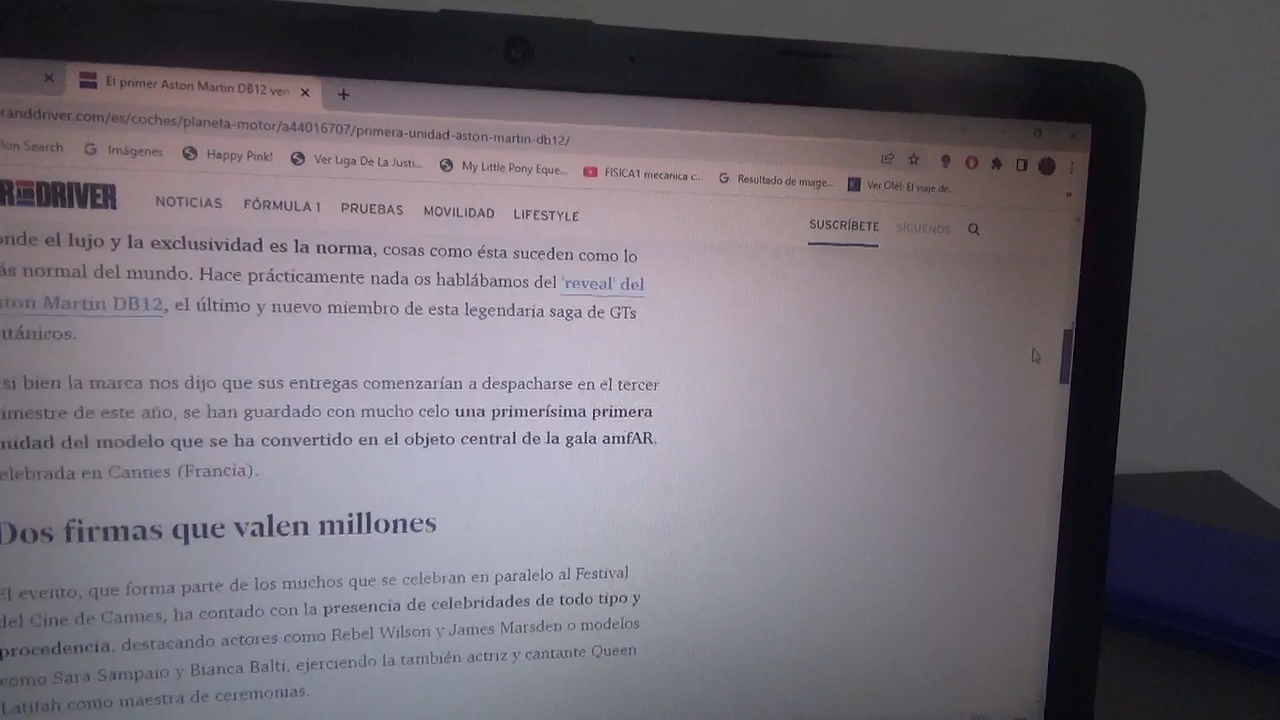 El primer Aston Martin DB12 ven
randdriver.com/es/coches/planeta-motor/a44016707/primera-unidad-aston-martin-db12/
lon Search Imágenes Happy Pink! Ver Liga De La Justi... My Little Pony Eque... FISICA1 mecanica c... Resultado de image... Ver Olé!: El viaje de...
R DRIVER NOTICIAS FÓRMULA 1 PRUEBAS MOVILIDAD LIFESTYLE SUSCRÍBETE SÍGUENOS
onde el lujo y la exclusividad es la norma, cosas como ésta suceden como lo
ás normal del mundo. Hace prácticamente nada os hablábamos del 'reveal' del
ston Martin DB12, el último y nuevo miembro de esta legendaria saga de GTs
itánicos.
si bien la marca nos dijo que sus entregas comenzarían a despacharse en el tercer
imestre de este año, se han guardado con mucho celo una primerísima primera
nidad del modelo que se ha convertido en el objeto central de la gala amfAR,
elebrada en Cannes (Francia).
Dos firmas que valen millones
El evento, que forma parte de los muchos que se celebran en paralelo al Festival
del Cine de Cannes, ha contado con la presencia de celebridades de todo tipo y
procedencia, destacando actores como Rebel Wilson y James Marsden o modelos
como Sara Sampaio y Bianca Balti, ejerciendo la también actriz y cantante Queen
Latifah como maestra de ceremonias.